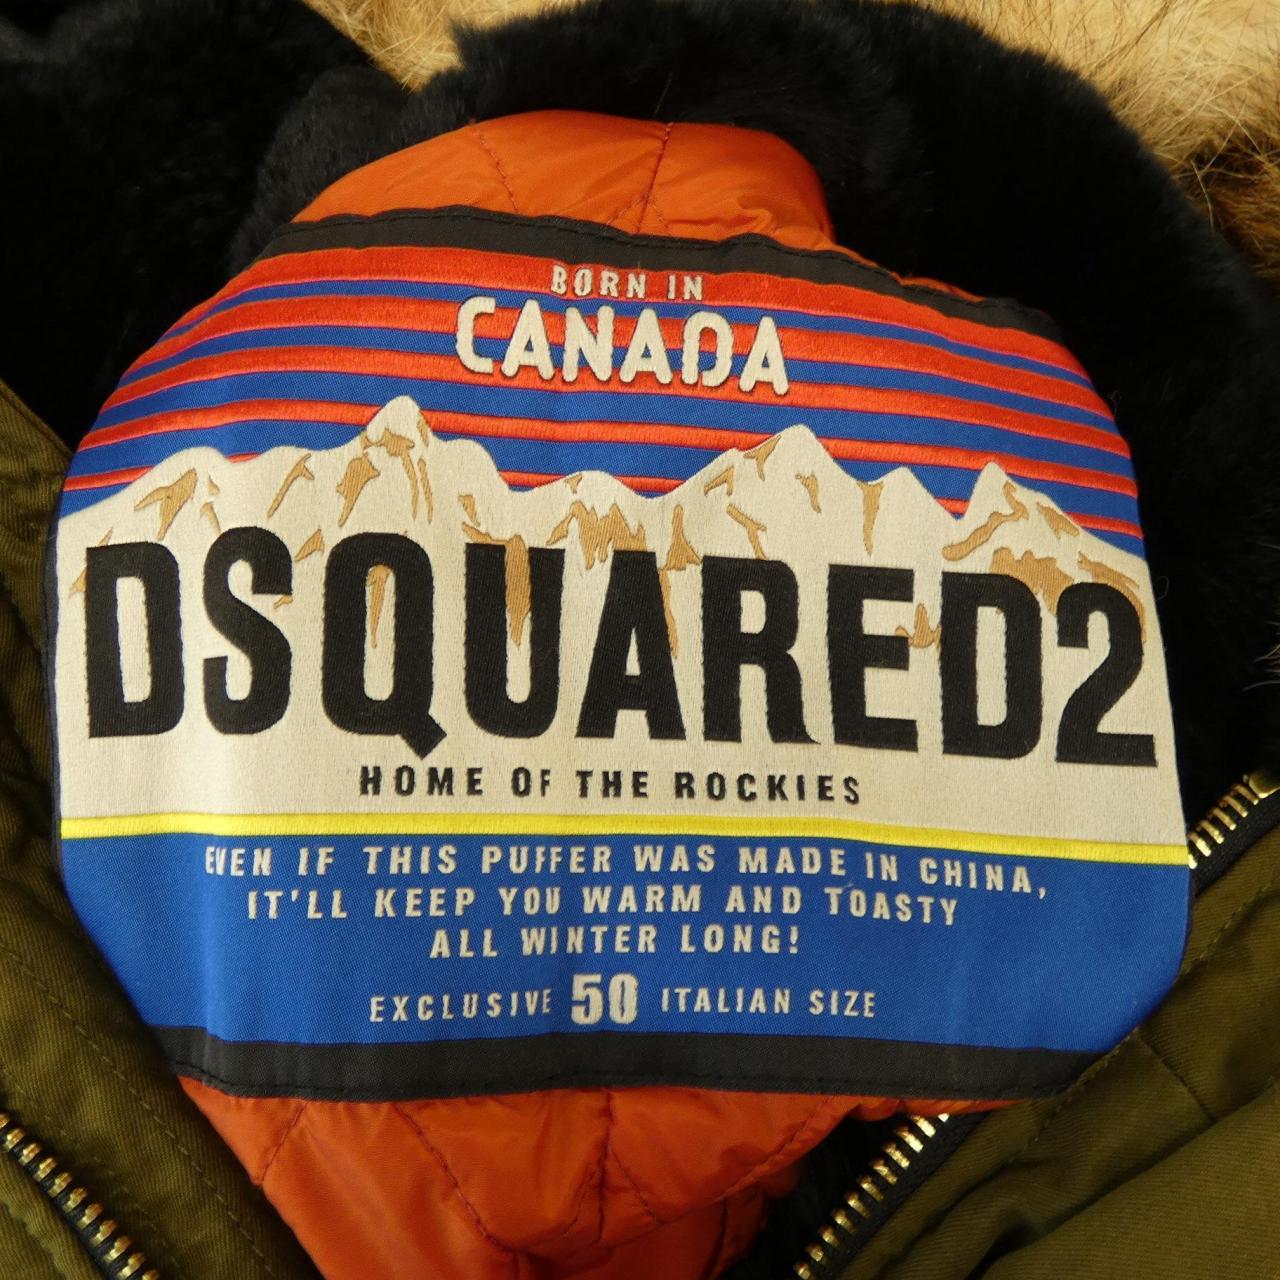 BORN IN
CANADA
DSQUARED2
HOME OF THE ROCKIES
EVEN IF THIS PUFFER WAS MADE IN CHINA,
IT'LL KEEP YOU WARM AND TOASTY
ALL WINTER LONG!
EXCLUSIVE 50 ITALIAN SIZE